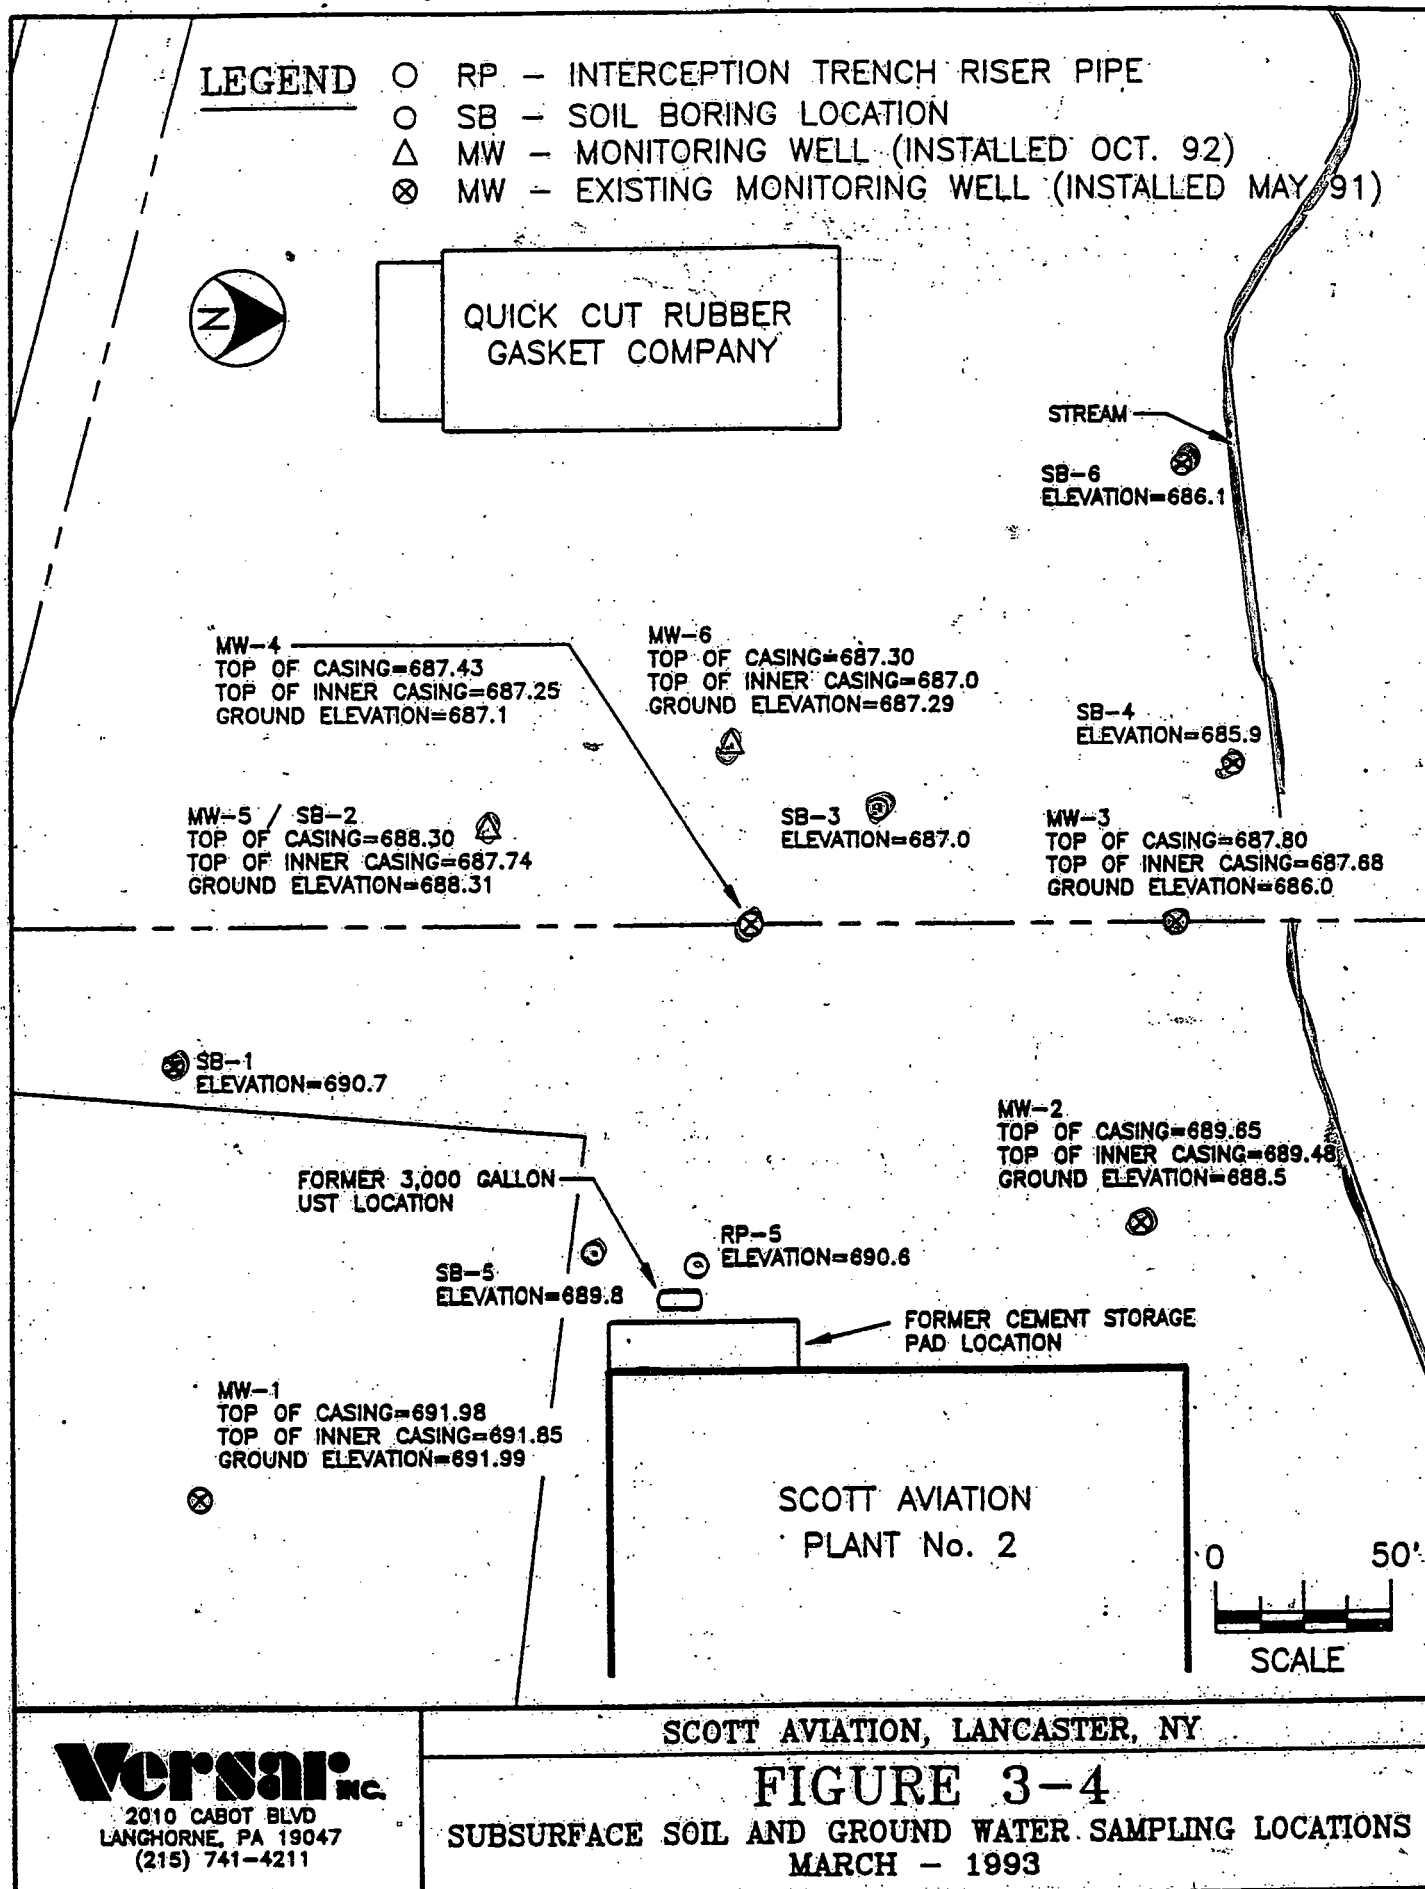 LEGEND
RP - INTERCEPTION TRENCH RISER PIPE
SB - SOIL BORING LOCATION
MW - MONITORING WELL (INSTALLED OCT. 92)
MW - EXISTING MONITORING WELL (INSTALLED MAY 91)
N
QUICK CUT RUBBER
GASKET COMPANY
STREAM
SB-6
ELEVATION=686.1
MW-4
TOP OF CASING=687.43
TOP OF INNER CASING=687.25
GROUND ELEVATION=687.1
MW-6
TOP OF CASING=687.30
TOP OF INNER CASING=687.0
GROUND ELEVATION=687.29
SB-4
ELEVATION=685.9
MW-5 / SB-2
TOP OF CASING=688.30
TOP OF INNER CASING=687.74
GROUND ELEVATION=688.31
SB-3
ELEVATION=687.0
MW-3
TOP OF CASING=687.80
TOP OF INNER CASING=687.68
GROUND ELEVATION=686.0
SB-1
ELEVATION=690.7
MW-2
TOP OF CASING=689.65
TOP OF INNER CASING=689.48
GROUND ELEVATION=688.5
FORMER 3,000 GALLON
UST LOCATION
RP-5
ELEVATION=690.6
SB-5
ELEVATION=689.8
FORMER CEMENT STORAGE
PAD LOCATION
MW-1
TOP OF CASING=691.98
TOP OF INNER CASING=691.85
GROUND ELEVATION=691.99
SCOTT AVIATION
PLANT No. 2
0 50'
SCALE
Versar INC.
2010 CABOT BLVD
LANGHORNE, PA 19047
(215) 741-4211
SCOTT AVIATION, LANCASTER, NY
FIGURE 3-4
SUBSURFACE SOIL AND GROUND WATER SAMPLING LOCATIONS
MARCH - 1993